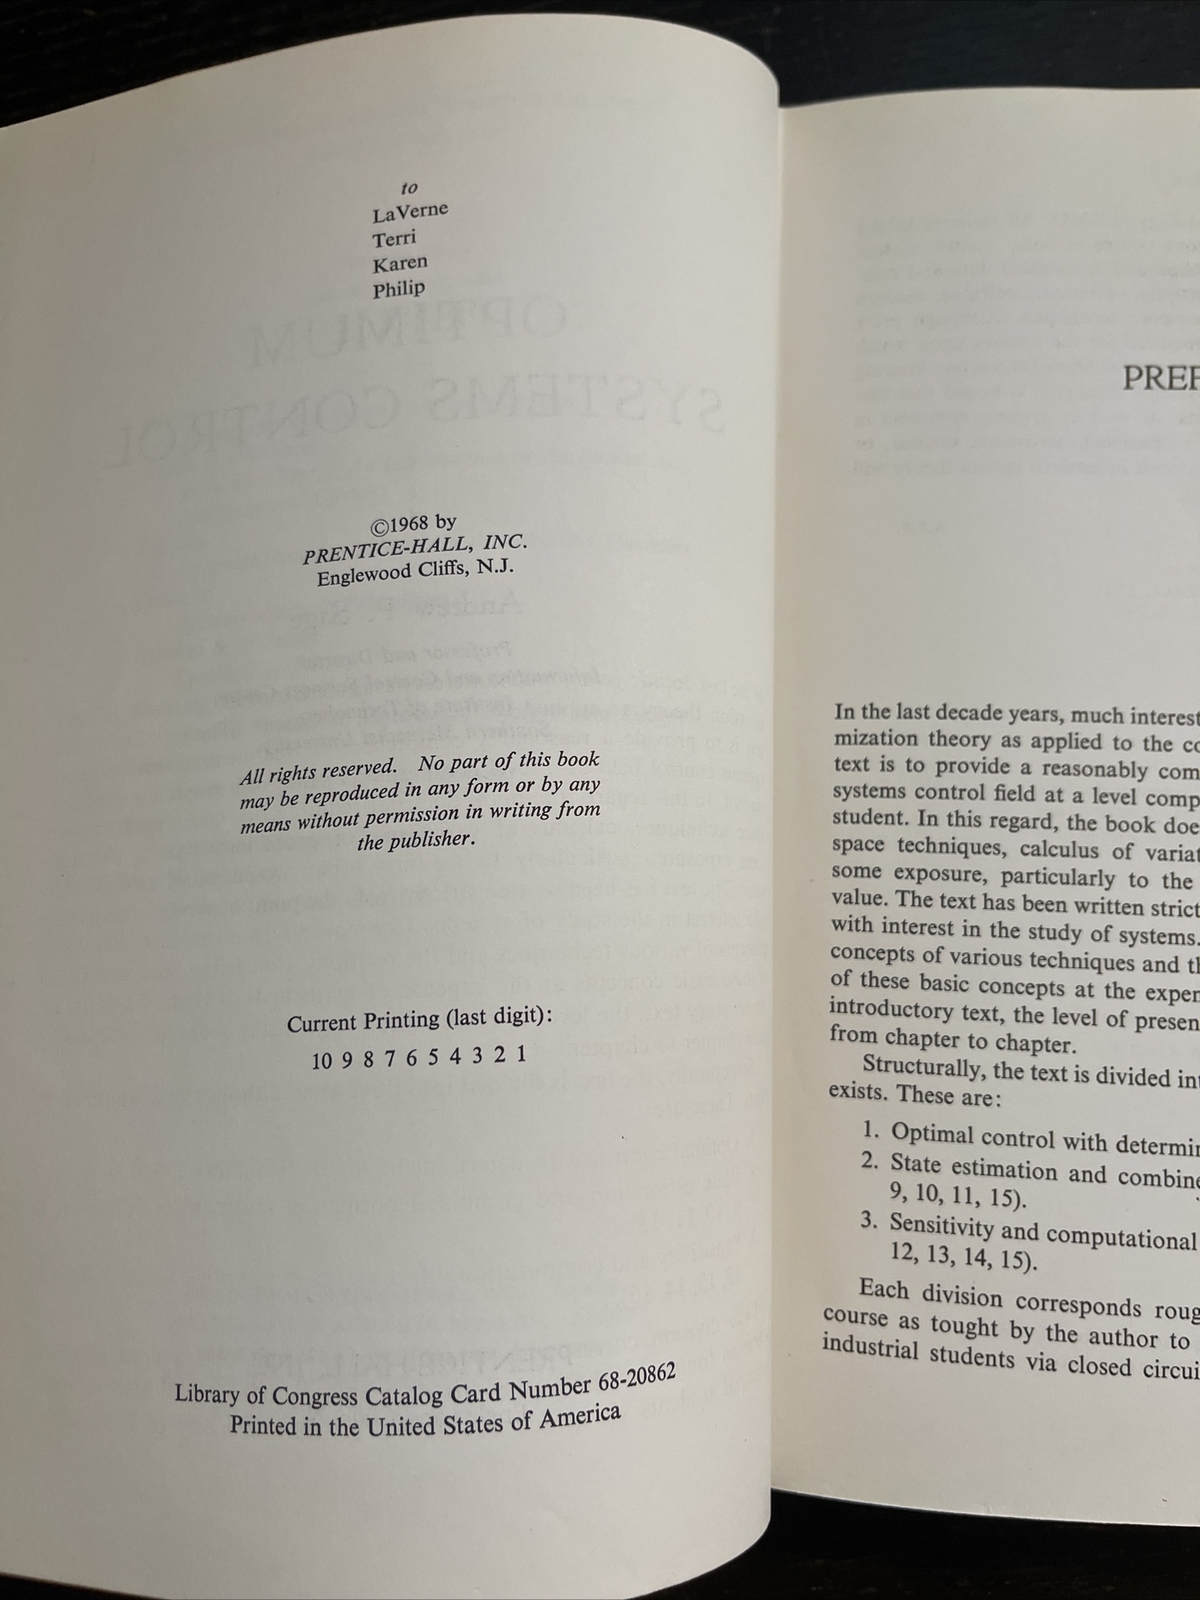 to
LaVerne
Terri
Karen
Philip
OPTIMUM
SYSTEMS CONTROL
©1968 by
PRENTICE-HALL, INC.
Englewood Cliffs, N.J.
All rights reserved. No part of this book
may be reproduced in any form or by any
means without permission in writing from
the publisher.
Current Printing (last digit):
10 9 8 7 6 5 4 3 2 1
Library of Congress Catalog Card Number 68-20862
Printed in the United States of America
PREF
In the last decade years, much interest
mization theory as applied to the co
text is to provide a reasonably com
systems control field at a level comp
student. In this regard, the book doe
space techniques, calculus of variat
some exposure, particularly to the
value. The text has been written strict
with interest in the study of systems.
concepts of various techniques and th
of these basic concepts at the exper
introductory text, the level of presen
from chapter to chapter.
Structurally, the text is divided int
exists. These are:
1. Optimal control with determin
2. State estimation and combine
9, 10, 11, 15).
3. Sensitivity and computational
12, 13, 14, 15).
Each division corresponds roug
course as tought by the author to
industrial students via closed circui